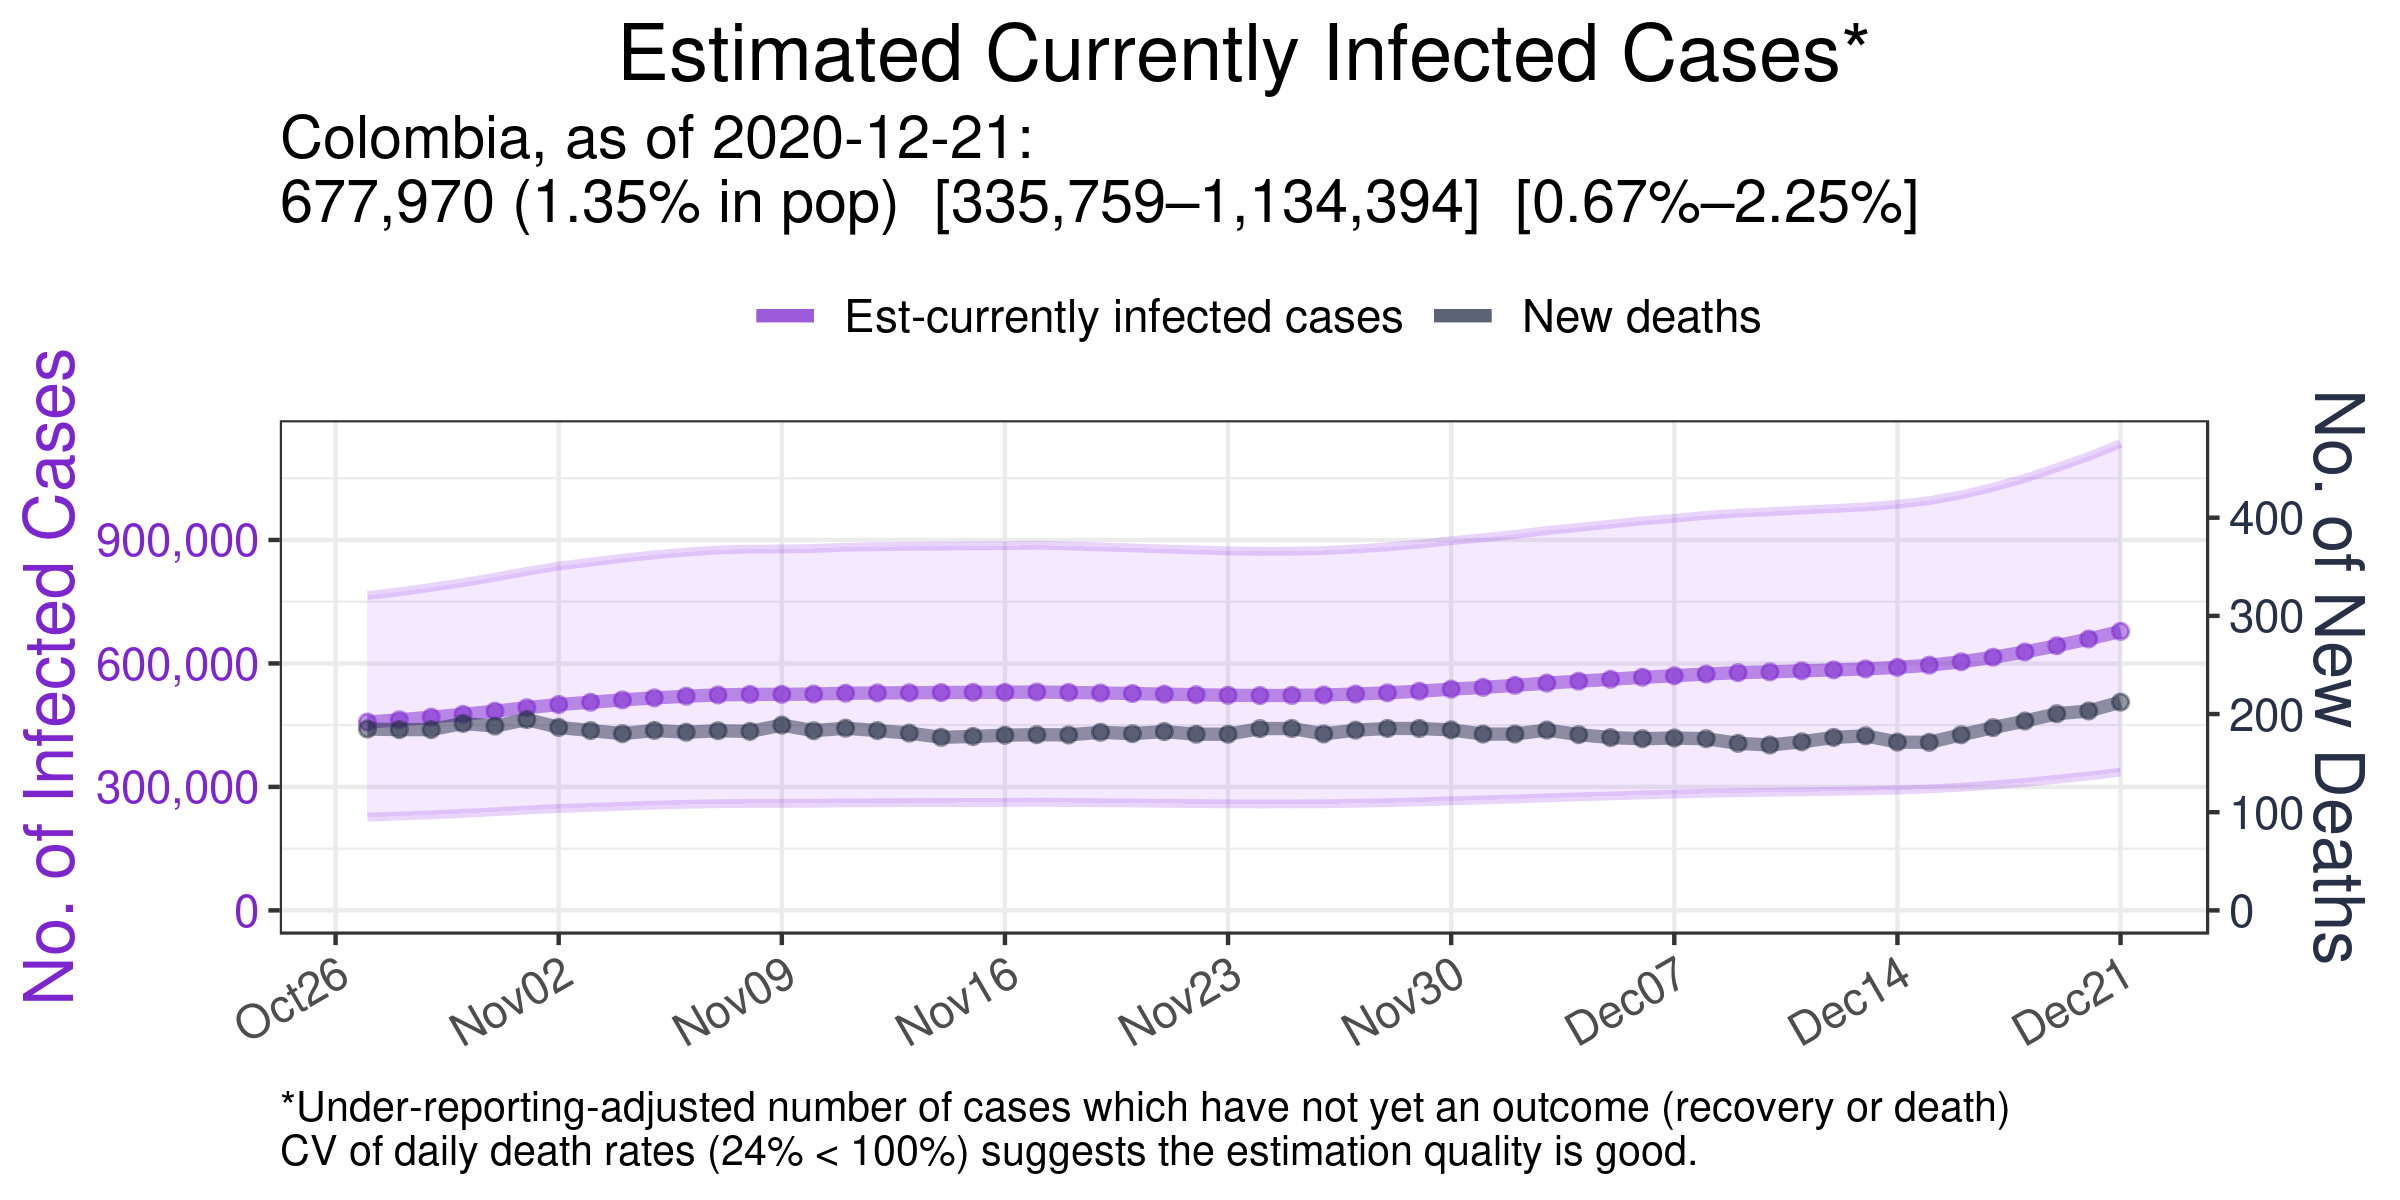 Estimated Currently Infected Cases*
Colombia, as of 2020-12-21:
677,970 (1.35% in pop)  [335,759–1,134,394]  [0.67%–2.25%]
Est-currently infected cases
New deaths
No. of Infected Cases
900,000
600,000
300,000
0
400
300
200
100
0
No. of New Deaths
Oct26
Nov02
Nov09
Nov16
Nov23
Nov30
Dec07
Dec14
Dec21
*Under-reporting-adjusted number of cases which have not yet an outcome (recovery or death)
CV of daily death rates (24% < 100%) suggests the estimation quality is good.